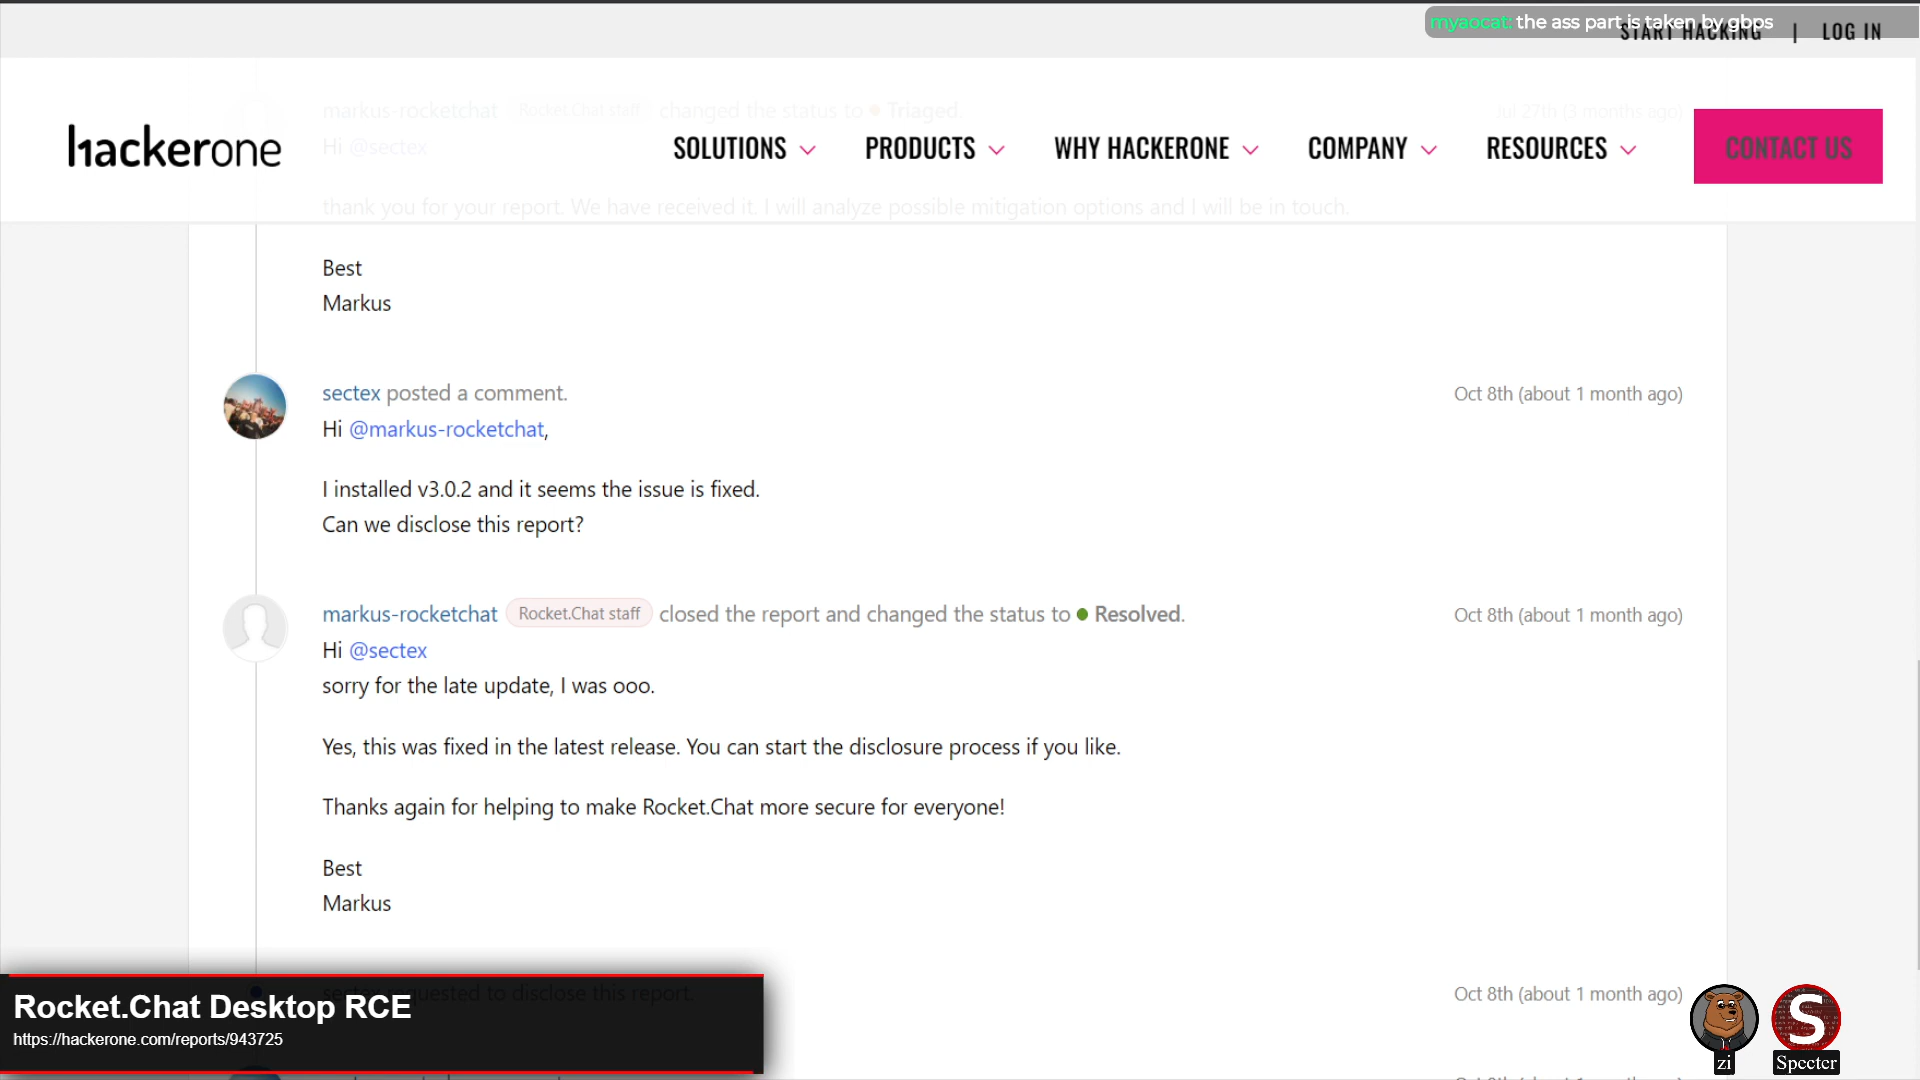 myaocat: the ass part is taken by gbps
START HACKING | LOG IN
markus-rocketchat Rocket.Chat staff changed the status to Triaged.
Jul 27th (3 months ago)
Hi @sectex
hackerone
SOLUTIONS
PRODUCTS
WHY HACKERONE
COMPANY
RESOURCES
CONTACT US
thank you for your report. We have received it. I will analyze possible mitigation options and I will be in touch.
Best
Markus
sectex posted a comment.
Oct 8th (about 1 month ago)
Hi @markus-rocketchat,
I installed v3.0.2 and it seems the issue is fixed.
Can we disclose this report?
markus-rocketchat Rocket.Chat staff closed the report and changed the status to Resolved.
Oct 8th (about 1 month ago)
Hi @sectex
sorry for the late update, I was ooo.
Yes, this was fixed in the latest release. You can start the disclosure process if you like.
Thanks again for helping to make Rocket.Chat more secure for everyone!
Best
Markus
sectex requested to disclose this report.
Oct 8th (about 1 month ago)
Rocket.Chat Desktop RCE
https://hackerone.com/reports/943725
zi
S
Specter